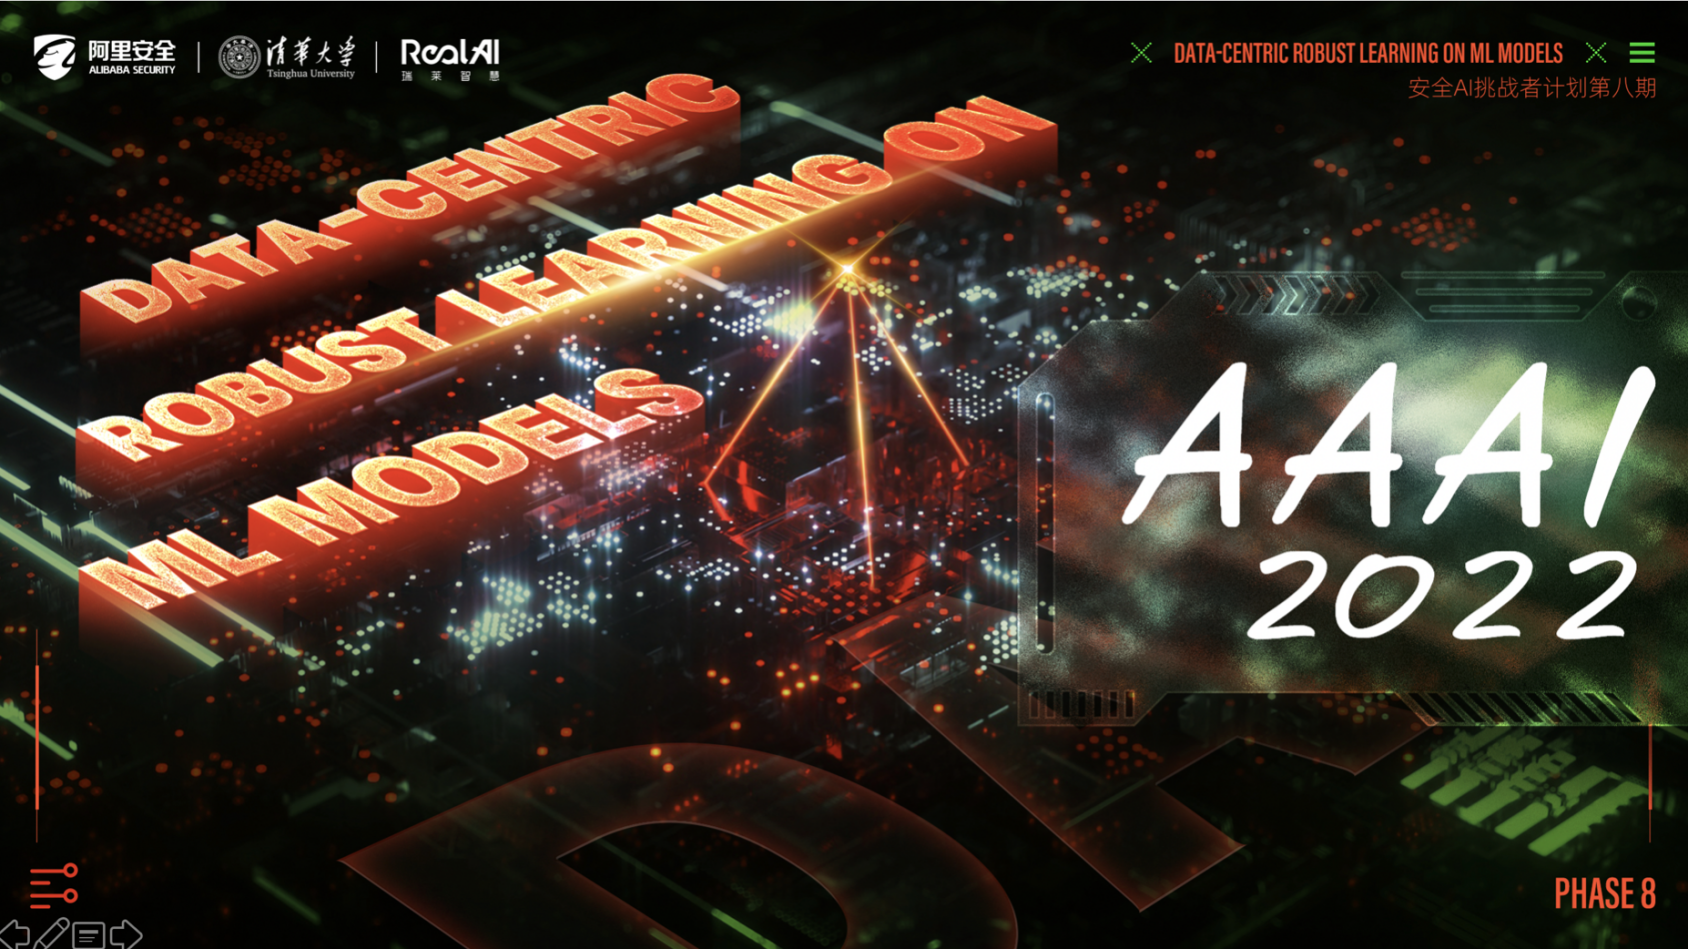 阿里安全
ALIBABA SECURITY
清华大学
Tsinghua University
RealAI
瑞莱智慧
DATA-CENTRIC ROBUST LEARNING ON ML MODELS
安全AI挑战者计划第八期
DATA-CENTRIC
ROBUST LEARNING ON
ML MODELS
AAAI
2022
PHASE 8